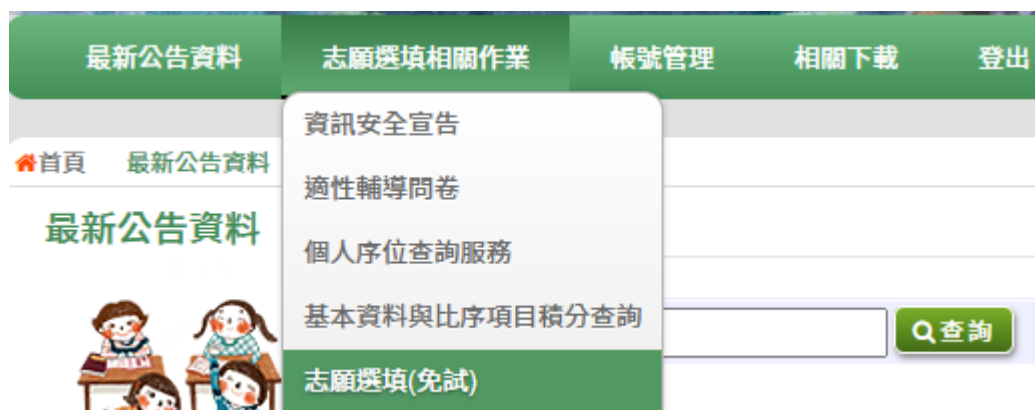 最新公告資料 志願選填相關作業 帳號管理 相關下載 登出
資訊安全宣告
首頁 最新公告資料
適性輔導問卷
最新公告資料
個人序位查詢服務
基本資料與比序項目積分查詢
查詢
志願選填(免試)